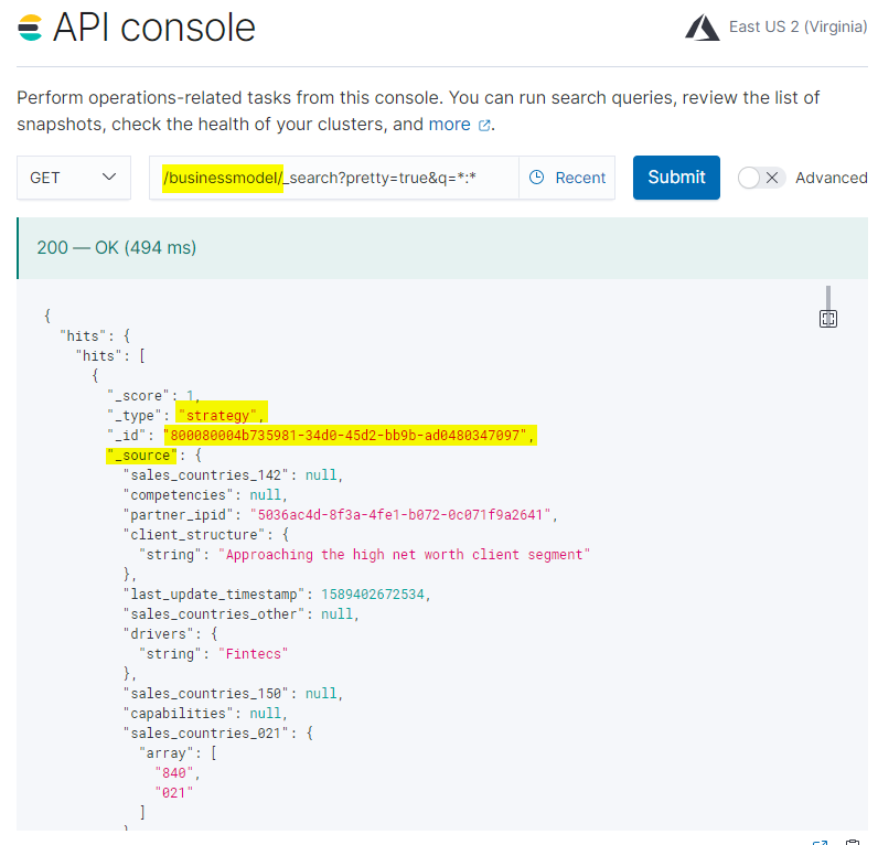 API console
East US 2 (Virginia)
Perform operations-related tasks from this console. You can run search queries, review the list of
snapshots, check the health of your clusters, and more.
GET
/businessmodel/_search?pretty=true&q=*:*
Recent
Submit
Advanced
200 — OK (494 ms)
{
"hits": {
"hits": [
{
"_score": 1,
"_type": "strategy",
"_id": "800080004b735981-34d0-45d2-bb9b-ad0480347097",
"_source": {
"sales_countries_142": null,
"competencies": null,
"partner_ipid": "5036ac4d-8f3a-4fe1-b072-0c071f9a2641",
"client_structure": {
"string": "Approaching the high net worth client segment"
},
"last_update_timestamp": 1589402672534,
"sales_countries_other": null,
"drivers": {
"string": "Fintecs"
},
"sales_countries_150": null,
"capabilities": null,
"sales_countries_021": {
"array": [
"840",
"021"
]
}